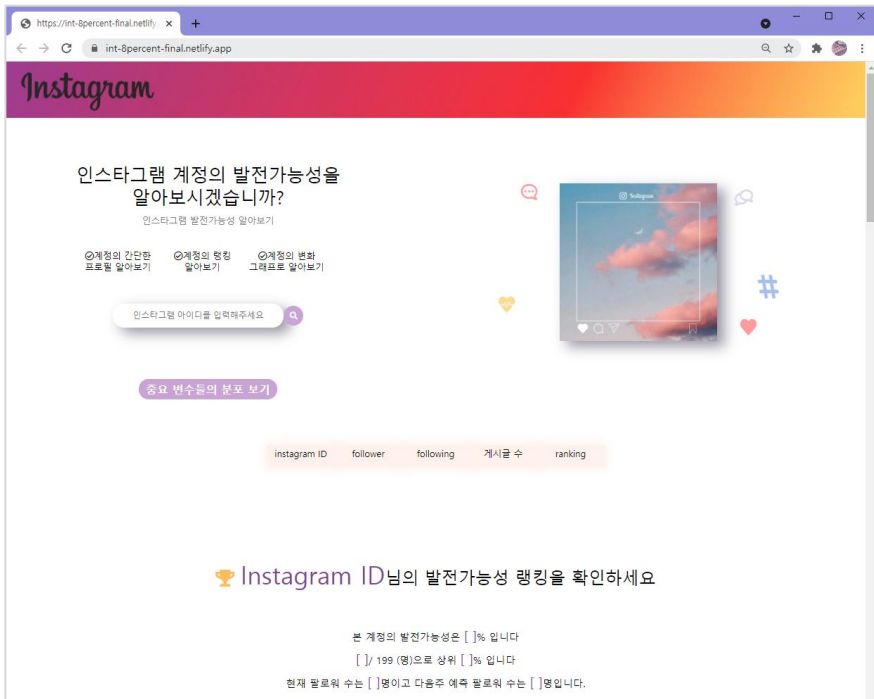 https://int-8percent-final.netlify
int-8percent-final.netlify.app
Instagram
인스타그램 계정의 발전가능성을
알아보시겠습니까?
인스타그램 발전가능성 알아보기
계정의 간단한
프로필 알아보기
계정의 랭킹
알아보기
계정의 변화
그래프로 알아보기
인스타그램 아이디를 입력해주세요
중요 변수들의 분포 보기
Instagram
#
instagram ID follower following 게시글 수 ranking
Instagram ID님의 발전가능성 랭킹을 확인하세요
본 계정의 발전가능성은 [ ]% 입니다
[ ]/ 199 (명)으로 상위 [ ]% 입니다
현재 팔로워 수는 [ ]명이고 다음주 예측 팔로워 수는 [ ]명입니다.